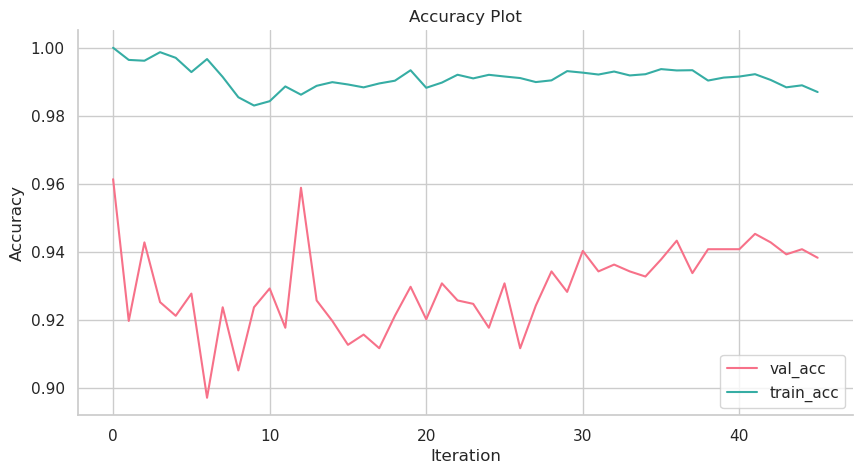 Accuracy Plot
Accuracy
1.00
0.98
0.96
0.94
0.92
0.90
val_acc
train_acc
0 10 20 30 40
Iteration